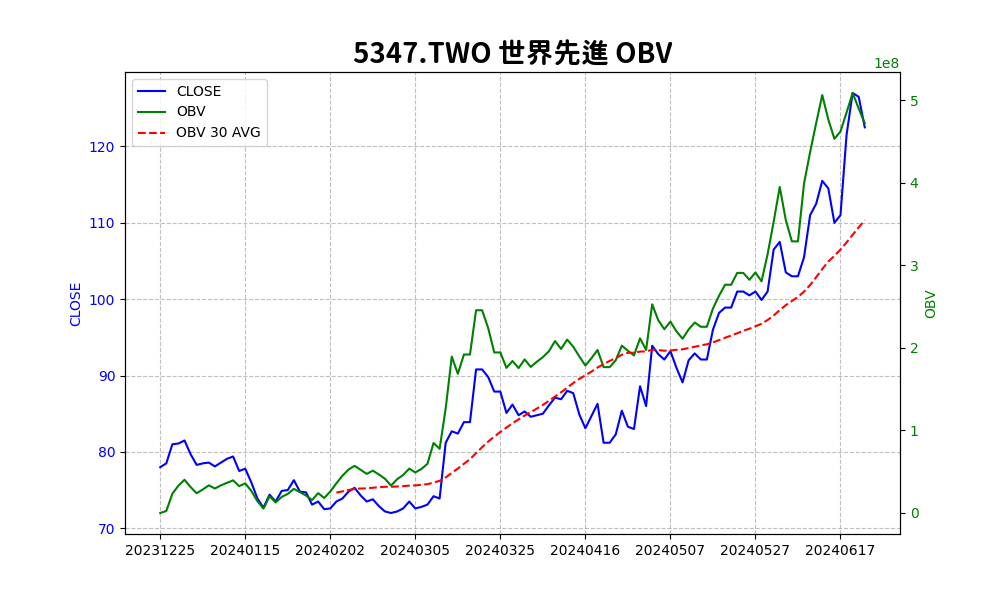 5347.TWO 世界先進 OBV
1e8
CLOSE
OBV
OBV 30 AVG
120
110
100
90
80
70
CLOSE
5
4
3
2
1
0
OBV
20231225 20240115 20240202 20240305 20240325 20240416 20240507 20240527 20240617